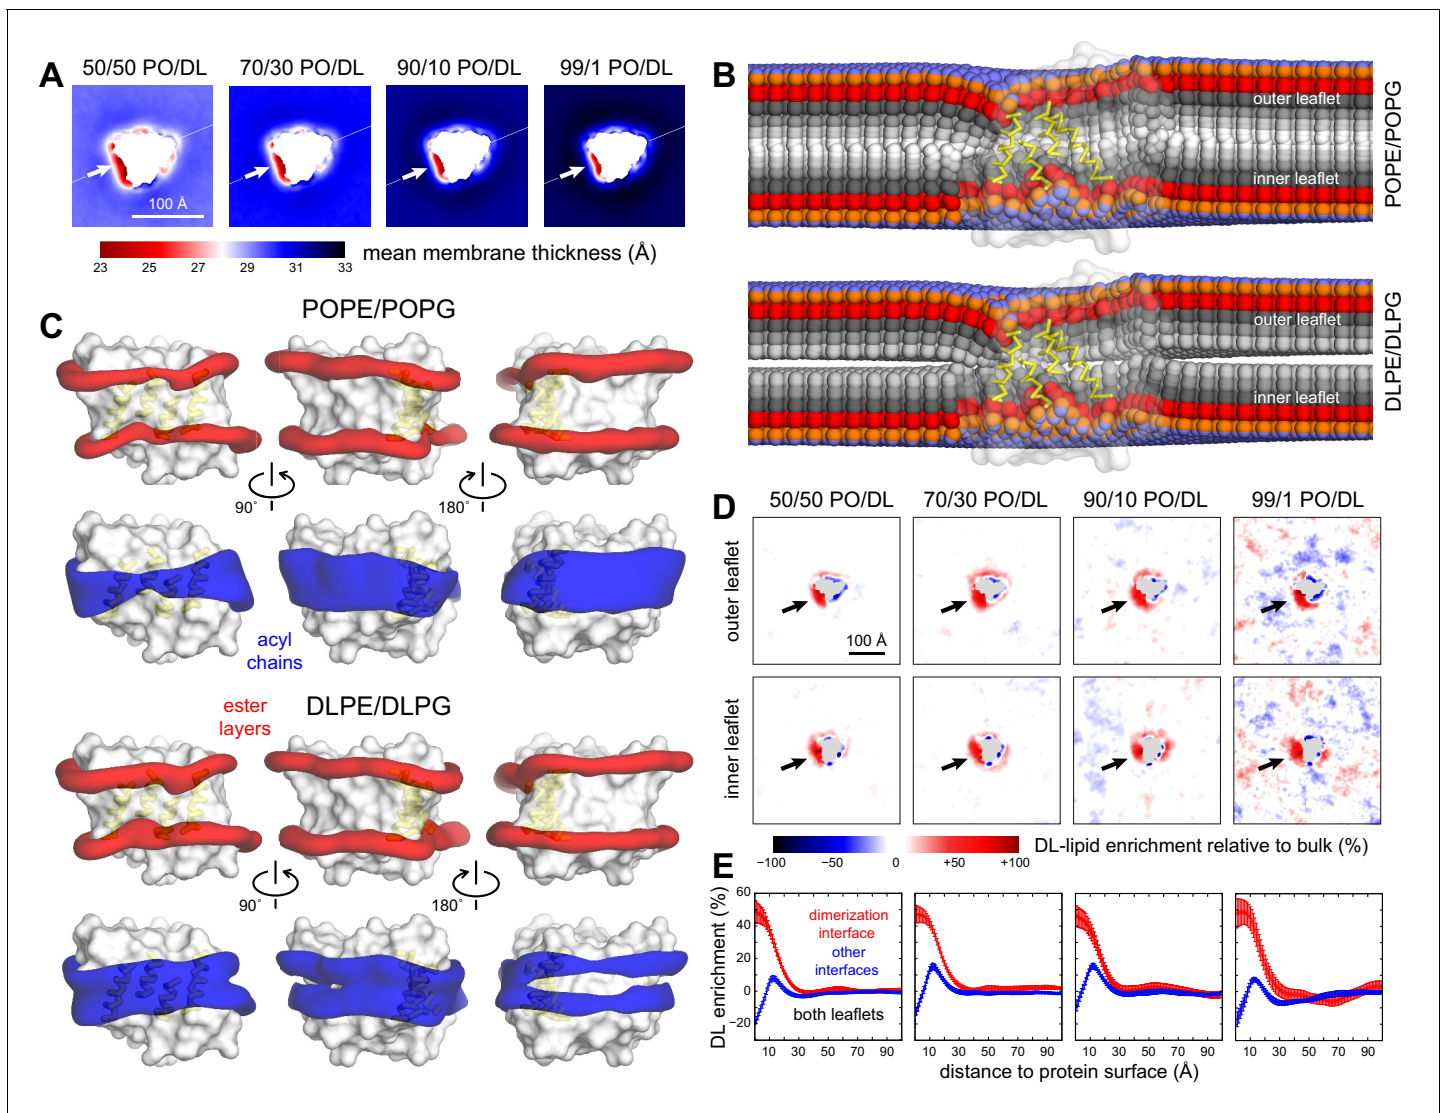 A
50/50 PO/DL
70/30 PO/DL
90/10 PO/DL
99/1 PO/DL
100 Å
23 25 27 29 31 33
mean membrane thickness (Å)
B
outer leaflet
inner leaflet
POPE/POPG
outer leaflet
inner leaflet
DLPE/DLPG
C
POPE/POPG
90°
180°
acyl
chains
ester
layers
DLPE/DLPG
90°
180°
D
50/50 PO/DL
70/30 PO/DL
90/10 PO/DL
99/1 PO/DL
outer leaflet
100 Å
inner leaflet
−100 −50 0 +50 +100
DL-lipid enrichment relative to bulk (%)
E
DL enrichment (%)
60
40
20
0
−20
dimerization
interface
other
interfaces
both leaflets
10 30 50 70 90
10 30 50 70 90
10 30 50 70 90
10 30 50 70 90
distance to protein surface (Å)